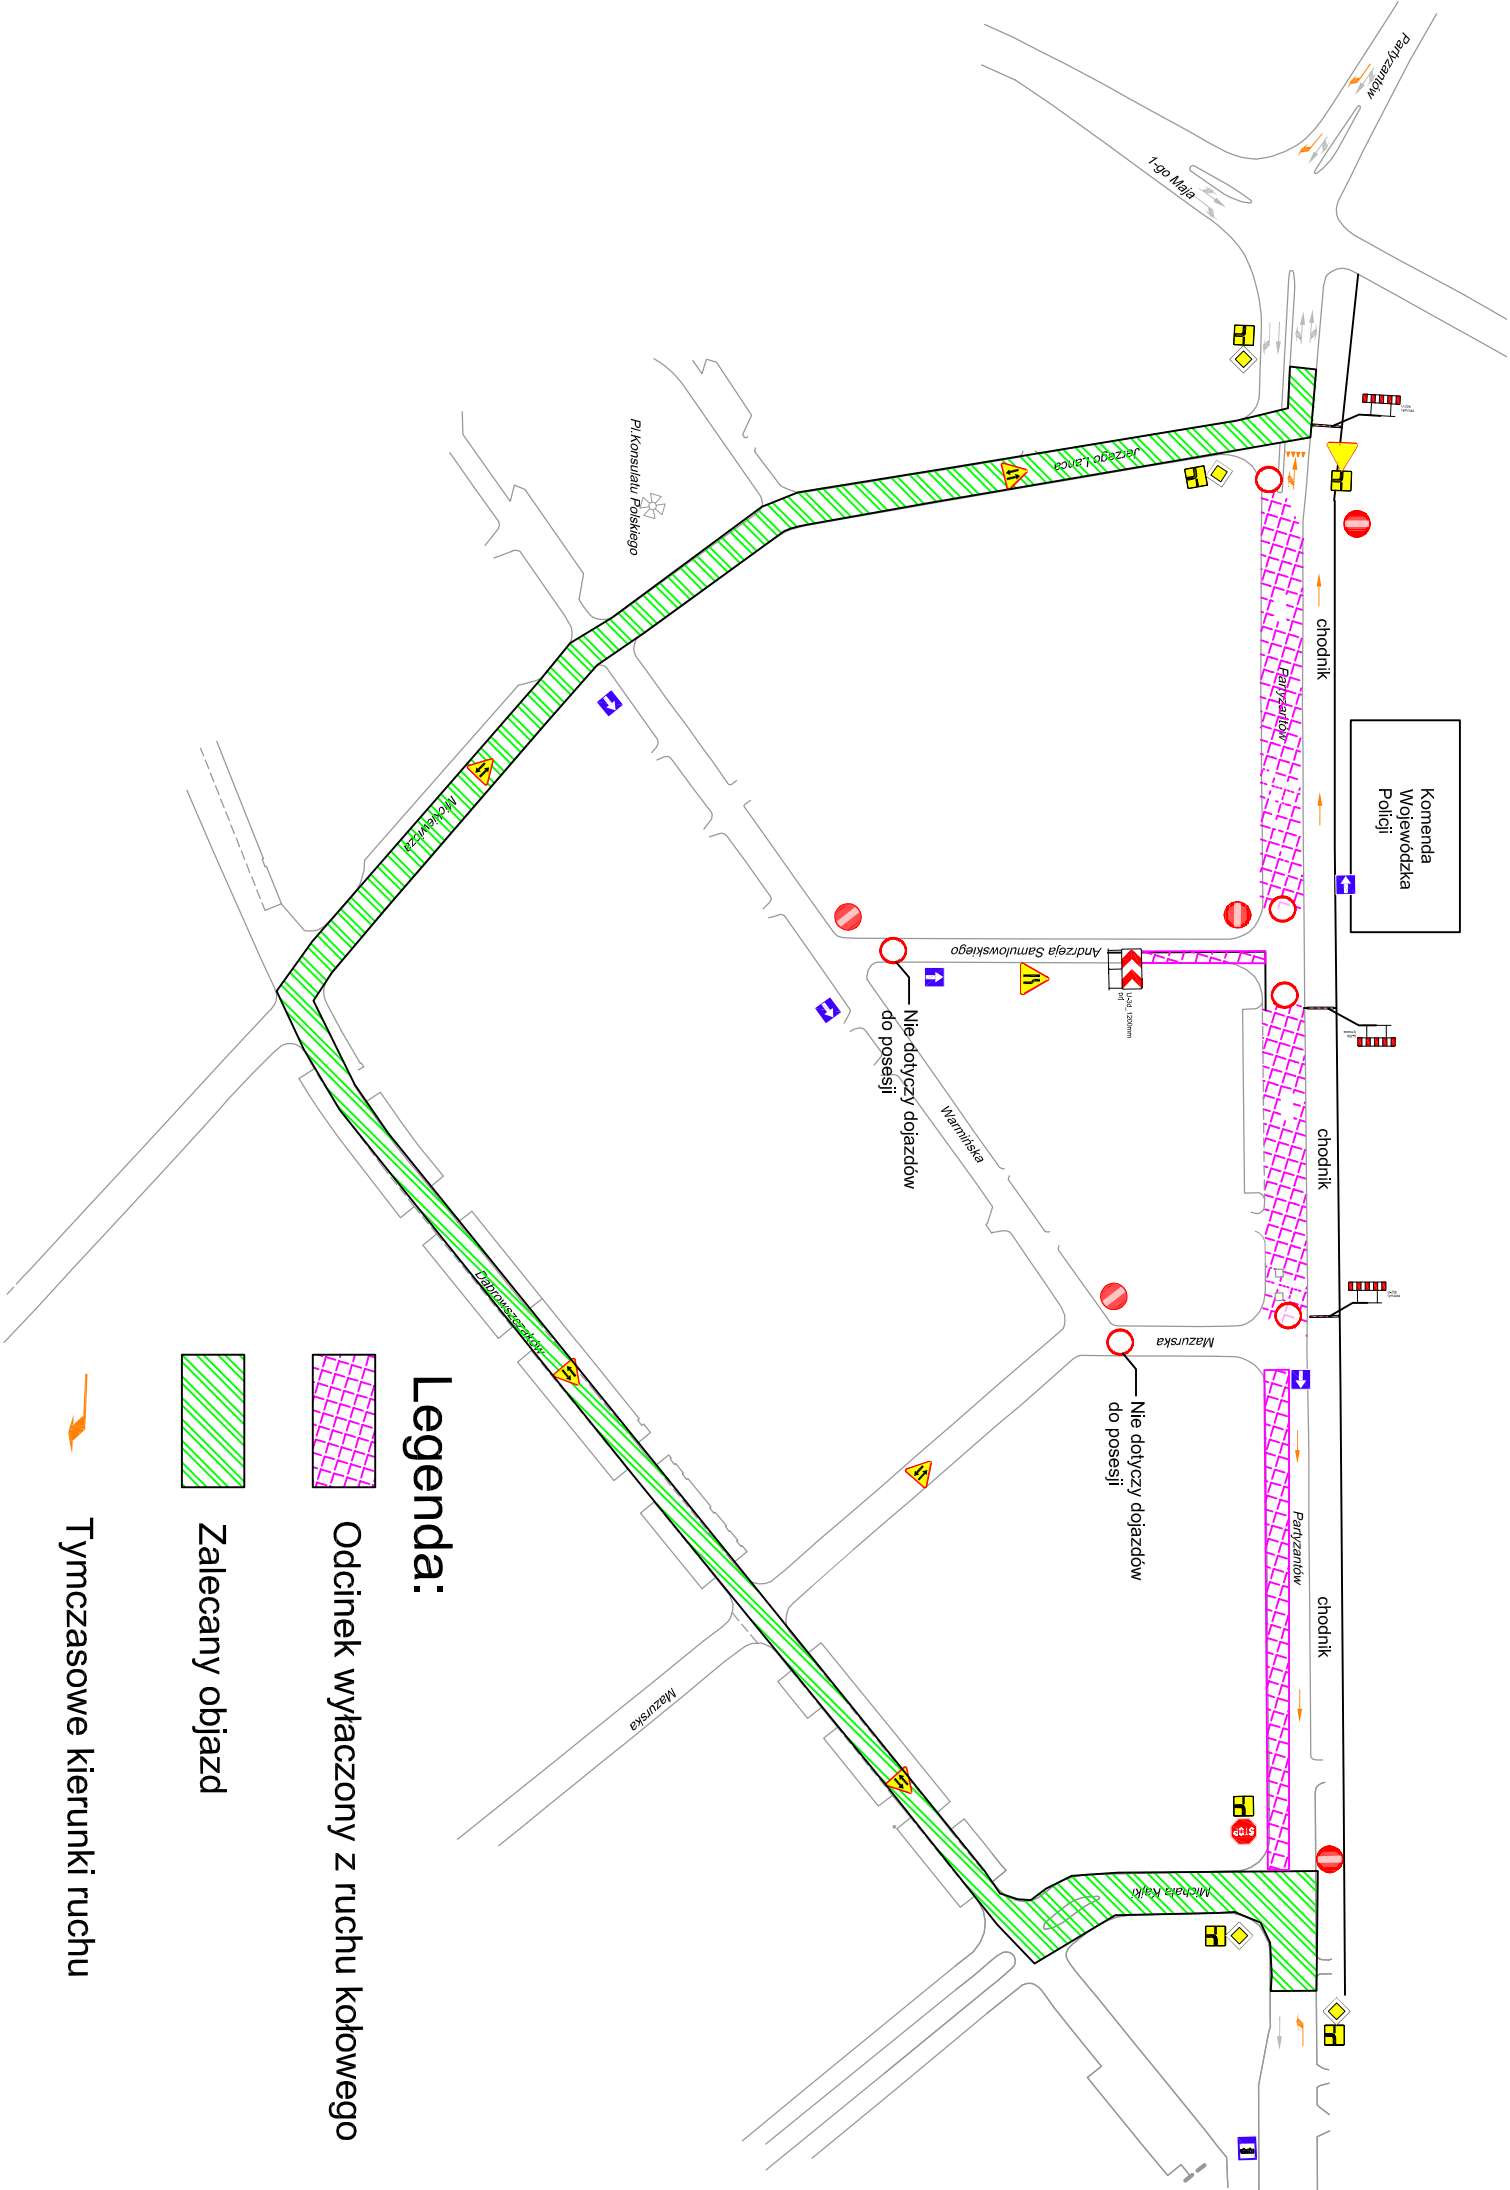 Partyzantów
1-go Maja
Pl.Konsulatu Polskiego
Jerzego Lanca
chodnik
Partyzantów
Komenda
Wojewódzka
Policji
Mickiewicza
Andrzeja Samulowskiego
U-3d_1200mm
Nie dotyczy dojazdów
do posesji
Warmińska
chodnik
Mazurska
Nie dotyczy dojazdów
do posesji
Dąbrowszczaków
Partyzantów
chodnik
Mazurska
STOP
Michała Kajki
Legenda:
Odcinek wyłaczony z ruchu kołowego
Zalecany objazd
Tymczasowe kierunki ruchu